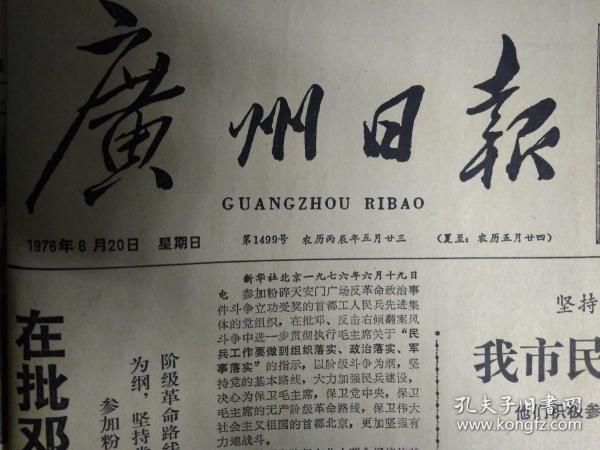 廣州日報
GUANGZHOU RIBAO
1976年6月20日 星期日 第1499号 农历丙辰年五月廿三 （夏至：农历五月廿四）
在批邓
阶级革命路线
为纲，坚持党
参加粉
新华社北京一九七六年六月十九日
电 参加粉碎天安门广场反革命政治事
件斗争立功受奖的首都工人民兵先进集
体的党组织，在批邓、反击右倾翻案风
斗争中进一步贯彻执行毛主席关于“民
兵工作要做到组织落实、政治落实、军
事落实”的指示，以阶级斗争为纲，坚
持党的基本路线，大力加强民兵建设，
决心为保卫毛主席，保卫党中央，保卫
毛主席的无产阶级革命路线，保卫伟大
社会主义祖国的首都北京，更加坚强有
力地战斗。
坚持
我市民
他们积极参
孔夫子旧书网
www.kongfz.com